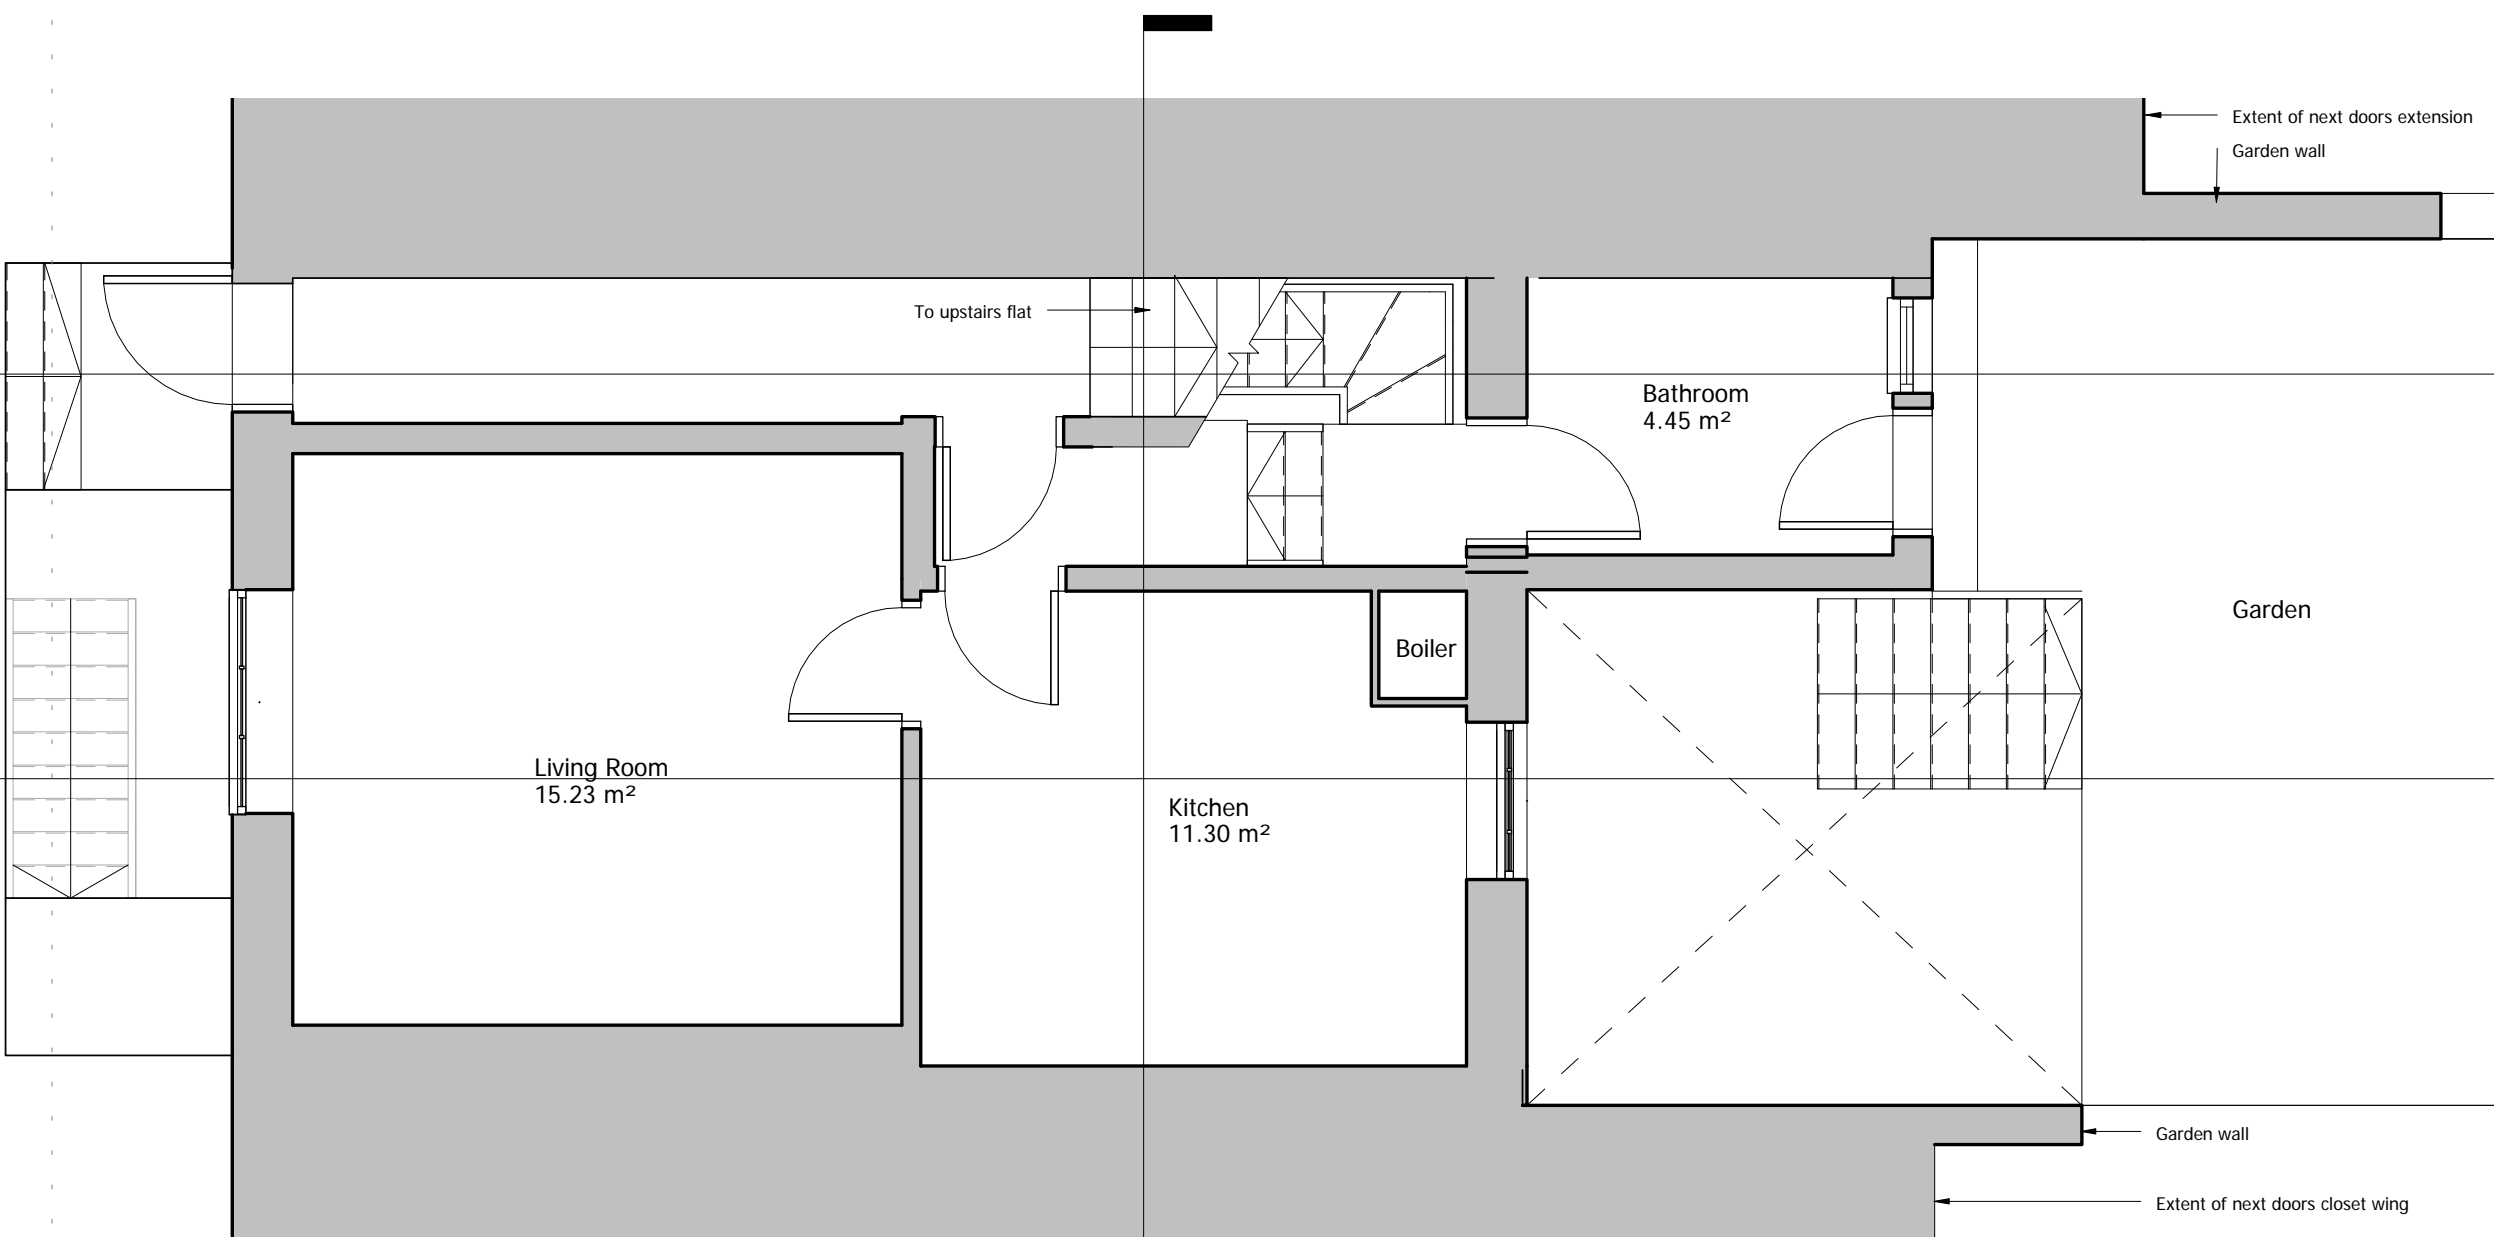 Extent of next doors extension
Garden wall
To upstairs flat
Bathroom
4.45 m²
Garden
Boiler
Living Room
15.23 m²
Kitchen
11.30 m²
Garden wall
Extent of next doors closet wing